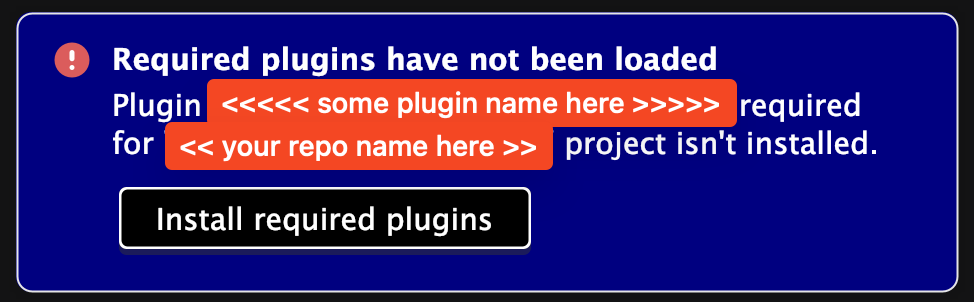 Required plugins have not been loaded
Plugin <<<<< some plugin name here >>>>> required
for << your repo name here >> project isn't installed.
Install required plugins